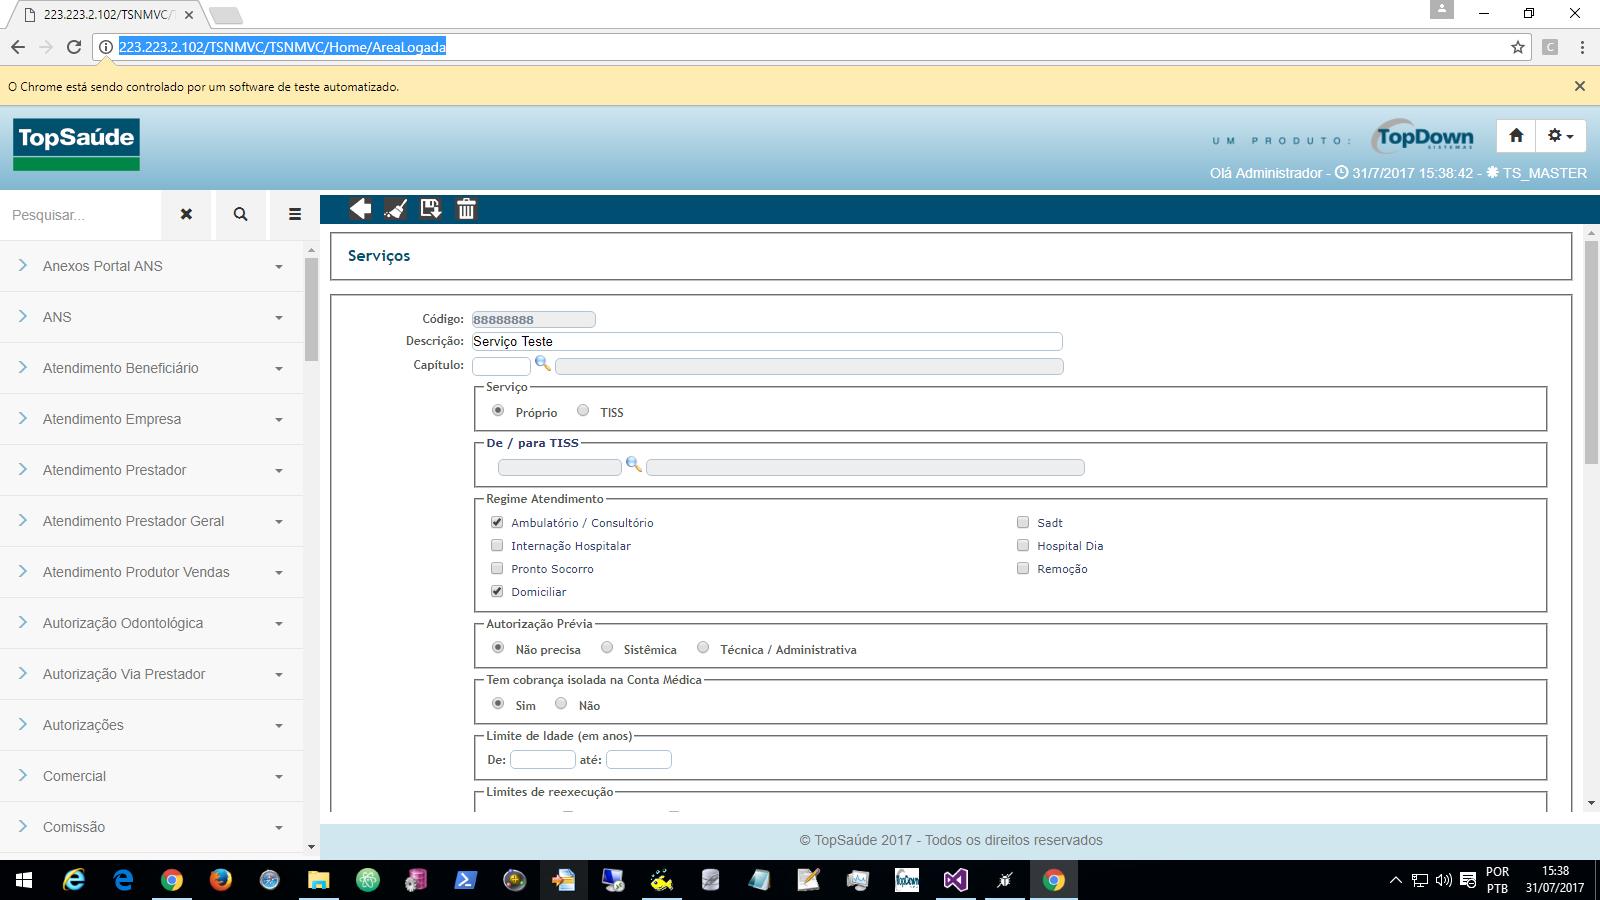 223.223.2.102/TSNMVC/T
223.223.2.102/TSNMVC/TSNMVC/Home/AreaLogada
O Chrome está sendo controlado por um software de teste automatizado.
TopSaúde
UM PRODUTO:
TopDown
SISTEMAS
Olá Administrador - 31/7/2017 15:38:42 - TS_MASTER
Pesquisar...
Anexos Portal ANS
ANS
Atendimento Beneficiário
Atendimento Empresa
Atendimento Prestador
Atendimento Prestador Geral
Atendimento Produtor Vendas
Autorização Odontológica
Autorização Via Prestador
Autorizações
Comercial
Comissão
Serviços
Código: 88888888
Descrição: Serviço Teste
Capítulo:
Serviço
Próprio TISS
De / para TISS
Regime Atendimento
Ambulatório / Consultório Sadt
Internação Hospitalar Hospital Dia
Pronto Socorro Remoção
Domiciliar
Autorização Prévia
Não precisa Sistêmica Técnica / Administrativa
Tem cobrança isolada na Conta Médica
Sim Não
Limite de Idade (em anos)
De: até:
Limites de reexecução
© TopSaúde 2017 - Todos os direitos reservados
TopDown
POR
PTB
15:38
31/07/2017